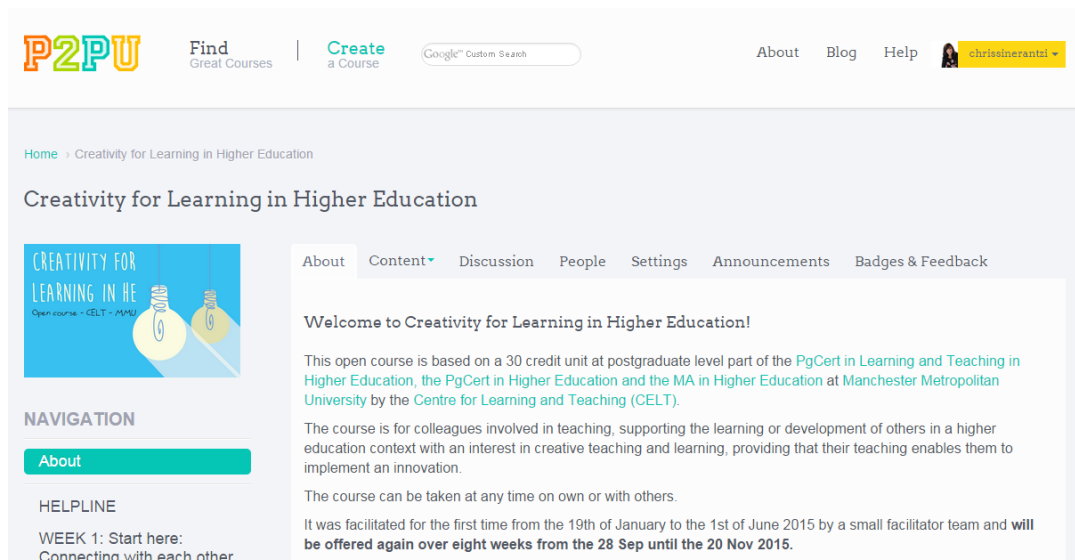 P2PU
Find
Great Courses
Create
a Course
Google™ Custom Search
About Blog Help chrissinerantzi
Home › Creativity for Learning in Higher Education
Creativity for Learning in Higher Education
CREATIVITY FOR
LEARNING IN HE
Open course - CELT - MMU
NAVIGATION
About
HELPLINE
WEEK 1: Start here:
Connecting with each other
About Content Discussion People Settings Announcements Badges & Feedback
Welcome to Creativity for Learning in Higher Education!
This open course is based on a 30 credit unit at postgraduate level part of the PgCert in Learning and Teaching in
Higher Education, the PgCert in Higher Education and the MA in Higher Education at Manchester Metropolitan
University by the Centre for Learning and Teaching (CELT).
The course is for colleagues involved in teaching, supporting the learning or development of others in a higher
education context with an interest in creative teaching and learning, providing that their teaching enables them to
implement an innovation.
The course can be taken at any time on own or with others.
It was facilitated for the first time from the 19th of January to the 1st of June 2015 by a small facilitator team and will
be offered again over eight weeks from the 28 Sep until the 20 Nov 2015.